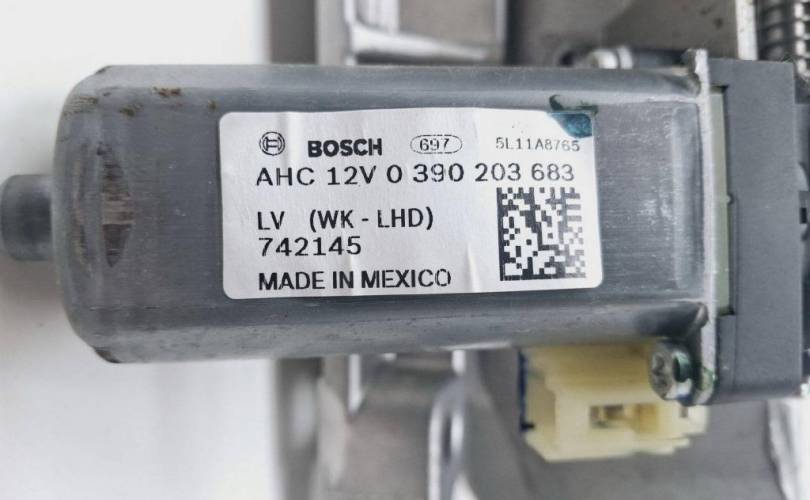 BOSCH 697 5L11A8765
AHC 12V 0 390 203 683
LV (WK - LHD)
742145
MADE IN MEXICO